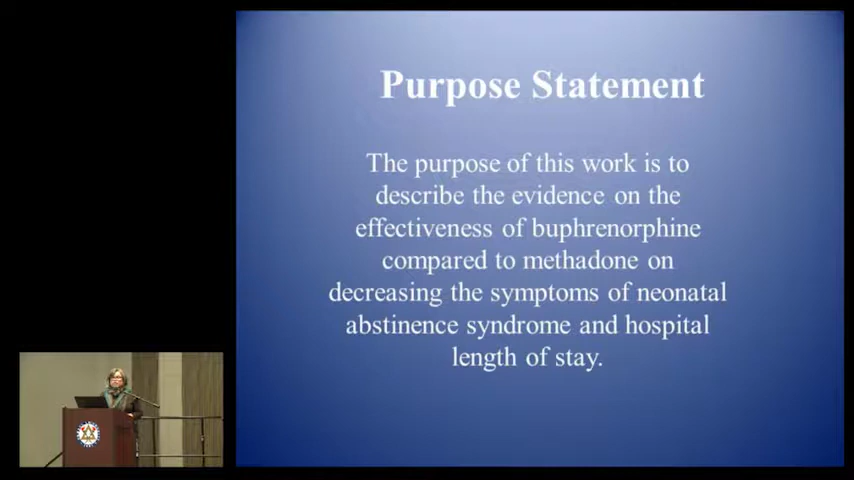 Purpose Statement
The purpose of this work is to
describe the evidence on the
effectiveness of buphrenorphine
compared to methadone on
decreasing the symptoms of neonatal
abstinence syndrome and hospital
length of stay.